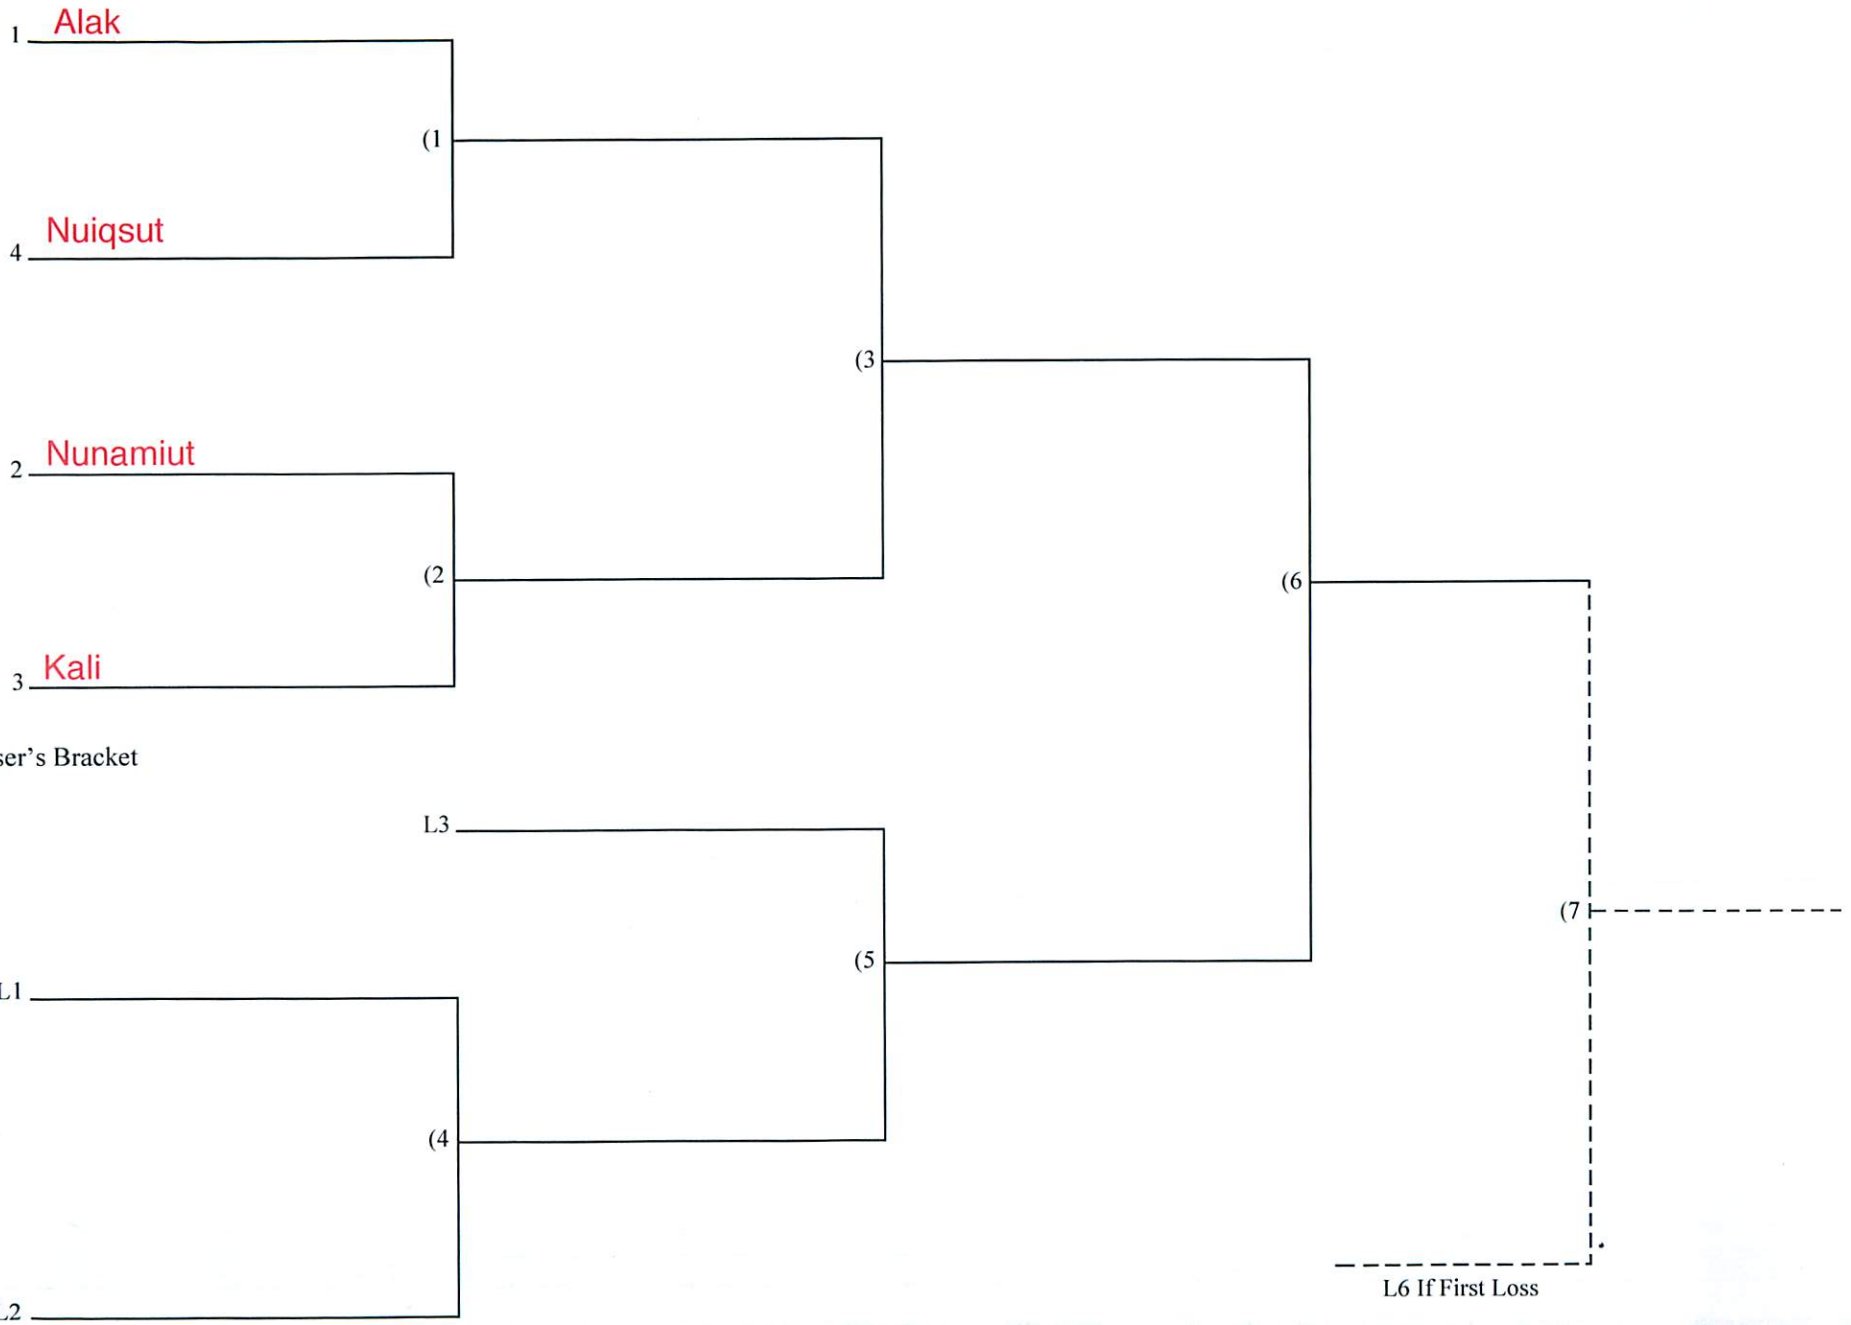 1 Alak
(1
4 Nuiqsut
(3
2 Nunamiut
(2
(6
3 Kali
ser's Bracket
L3
(7
(5
L1
(4
L6 If First Loss
L2